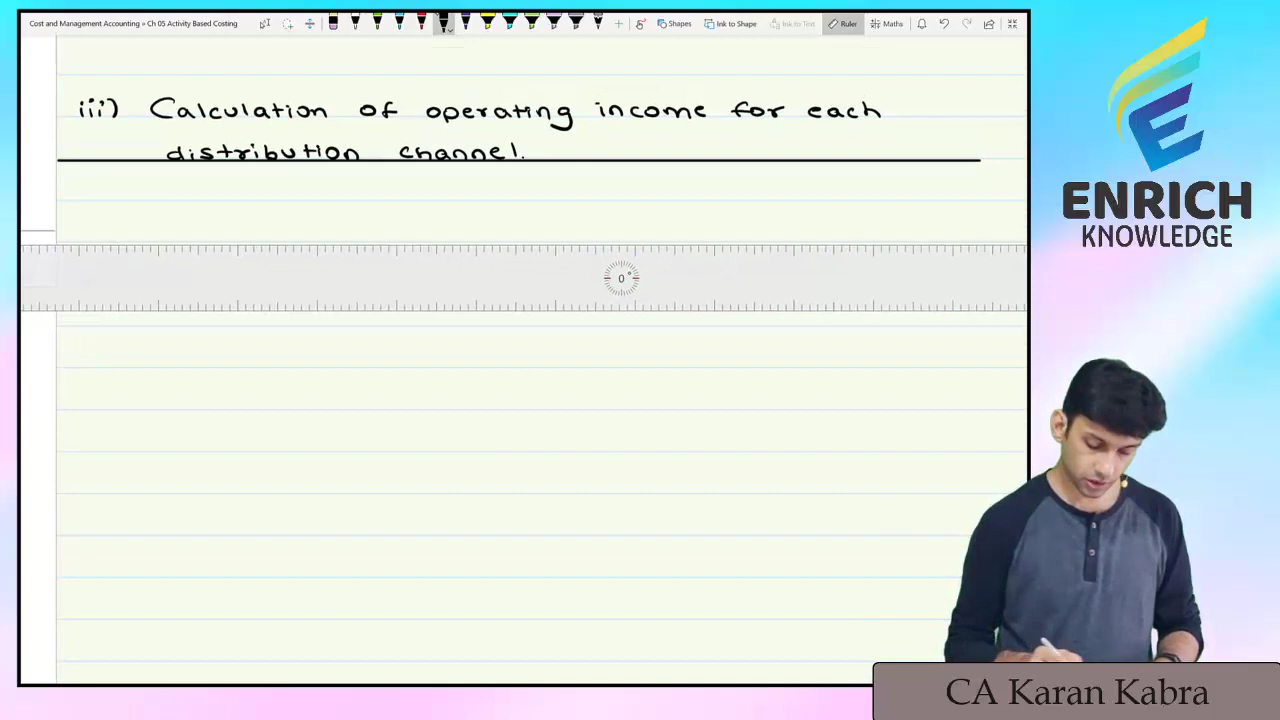 Cost and Management Accounting » Ch 05 Activity Based Costing
Shapes
Ink to Shape
Ink to Text
Ruler
Maths
iii) Calculation of operating income for each
distribution channel.
0°
ENRICH
KNOWLEDGE
CA Karan Kabra